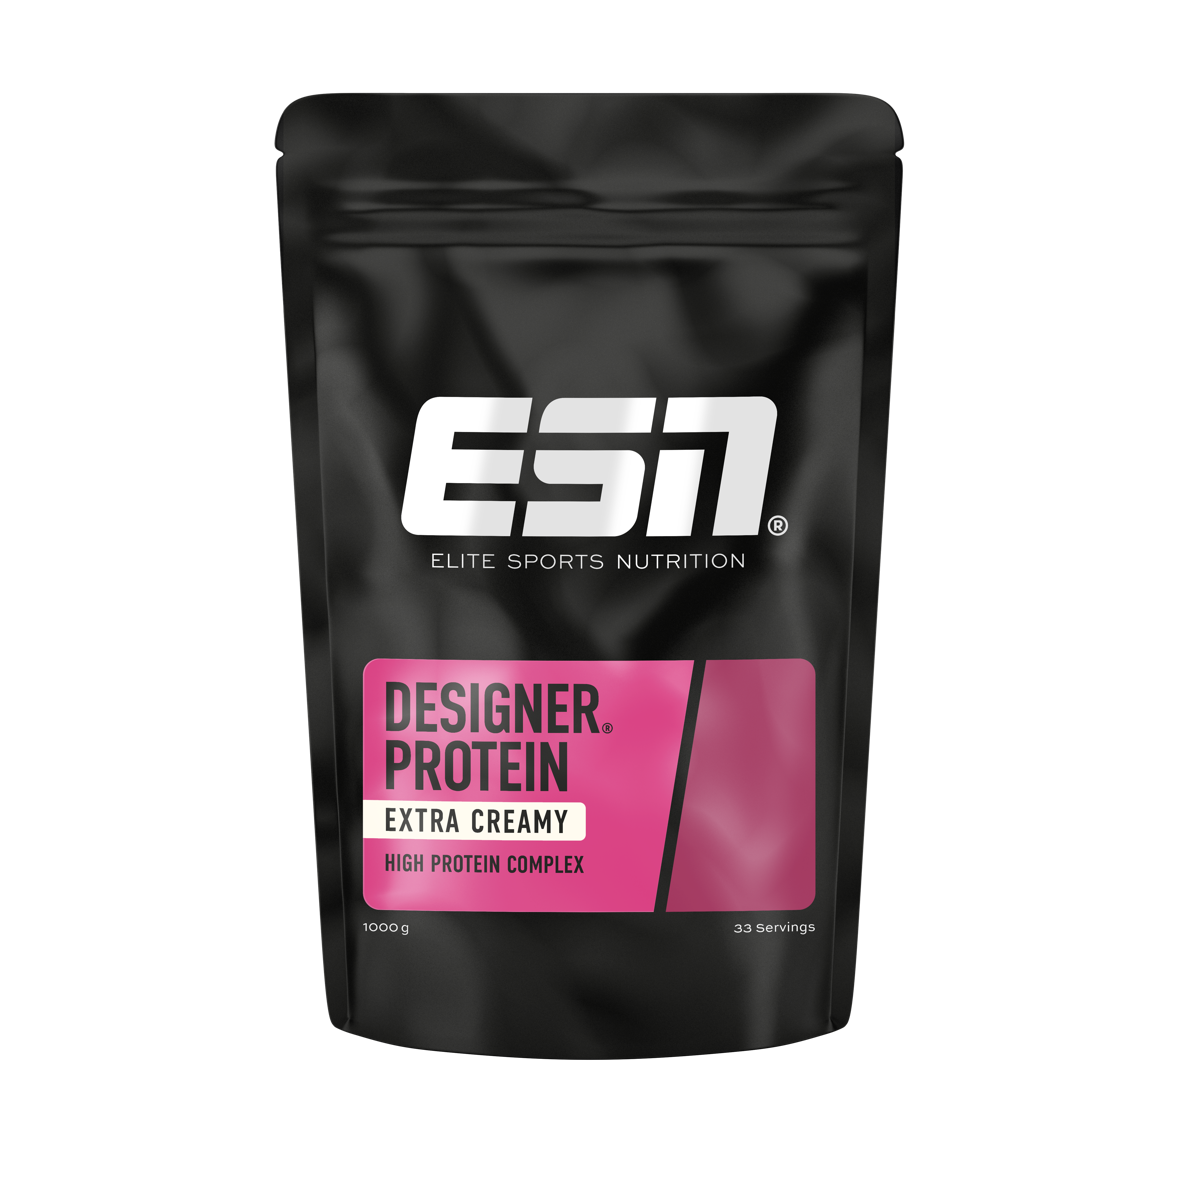 ESN®
ELITE SPORTS NUTRITION
DESIGNER®
PROTEIN
EXTRA CREAMY
HIGH PROTEIN COMPLEX
1000 g
33 Servings